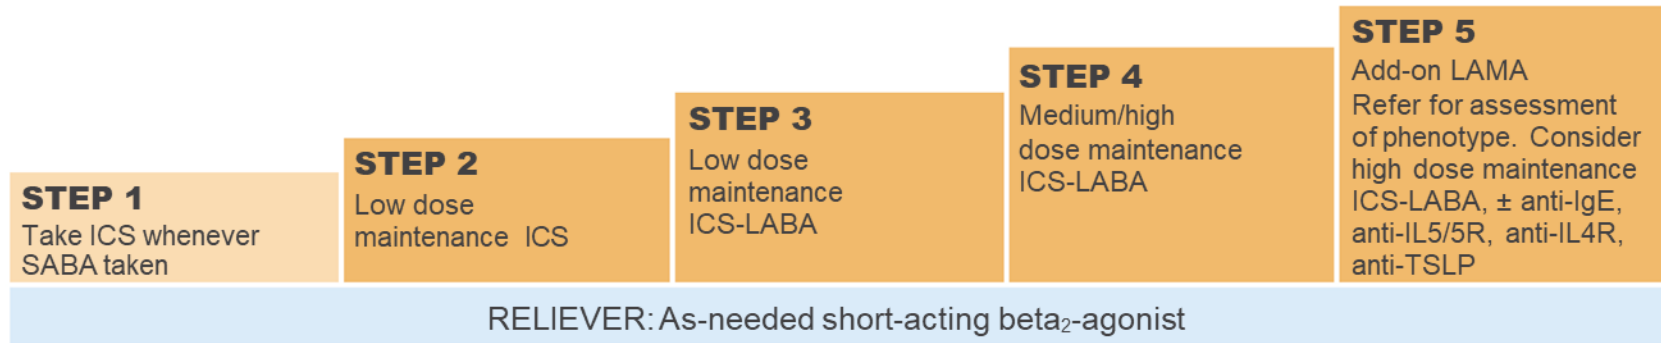 STEP 1
Take ICS whenever
SABA taken
STEP 2
Low dose
maintenance ICS
STEP 3
Low dose
maintenance
ICS-LABA
STEP 4
Medium/high
dose maintenance
ICS-LABA
STEP 5
Add-on LAMA
Refer for assessment
of phenotype. Consider
high dose maintenance
ICS-LABA, ± anti-IgE,
anti-IL5/5R, anti-IL4R,
anti-TSLP
RELIEVER: As-needed short-acting beta₂-agonist